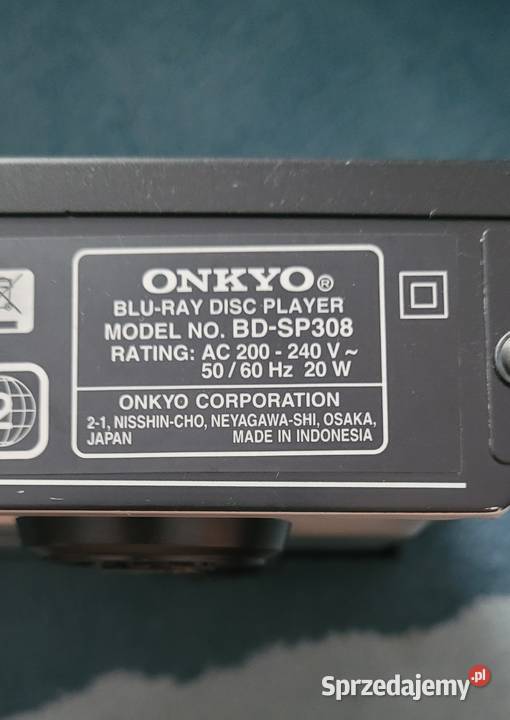 ONKYO®
BLU-RAY DISC PLAYER
MODEL NO. BD-SP308
RATING: AC 200 - 240 V ~
50 / 60 Hz 20 W
ONKYO CORPORATION
2-1, NISSHIN-CHO, NEYAGAWA-SHI, OSAKA,
JAPAN MADE IN INDONESIA
2
Sprzedajemy.pl